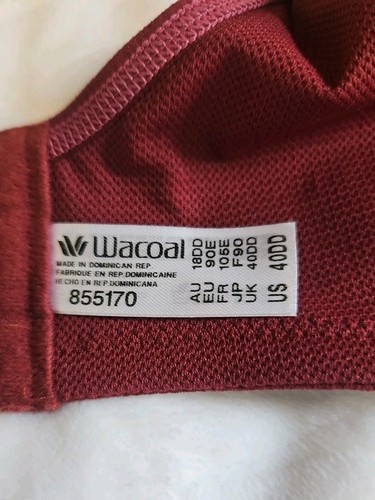 Wacoal
MADE IN DOMINICAN REP
FABRIQUE EN REP.DOMINICAINE
HECHO EN REP.DOMINICANA
855170
AU 18DD
EU 90E
FR 105E
JP F90
UK 40DD
US 40DD